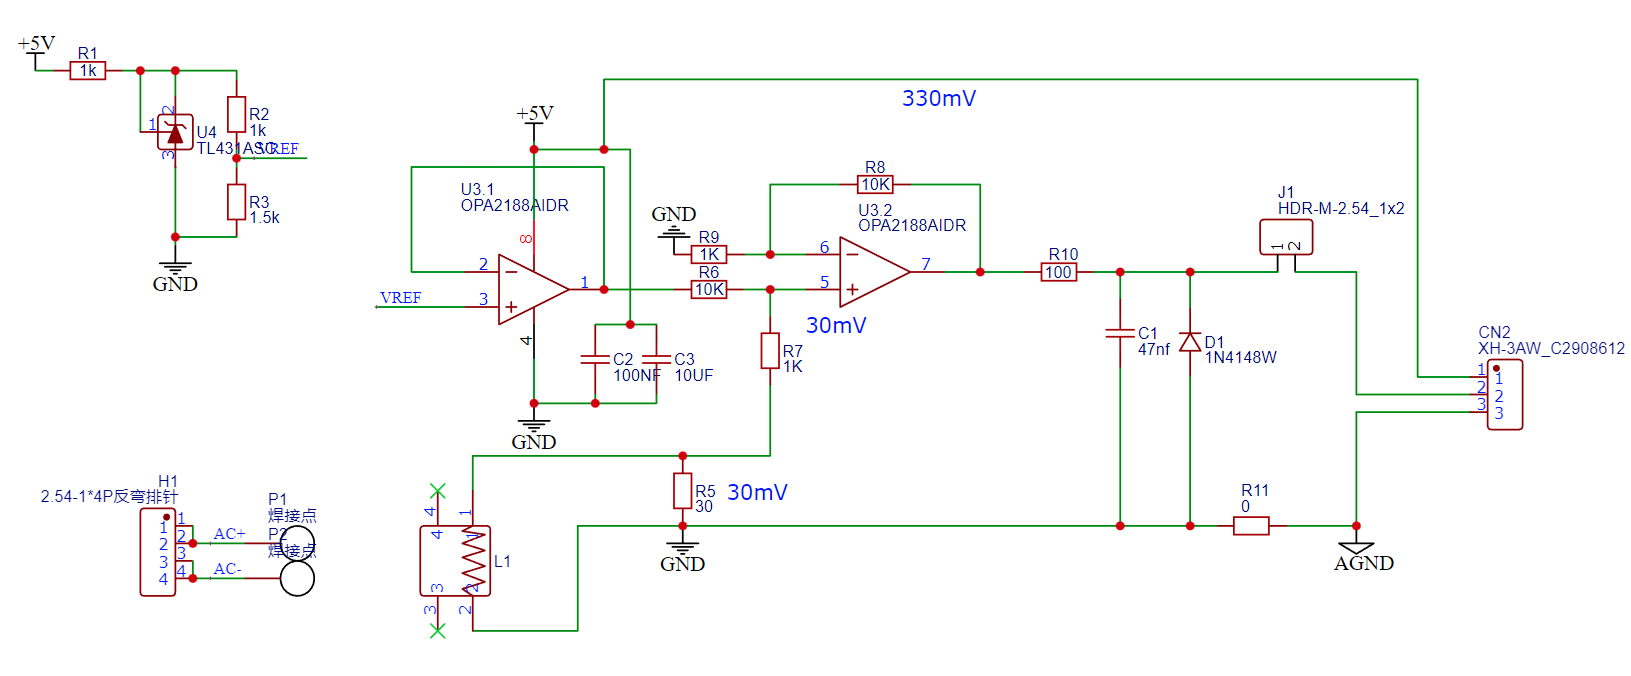 +5V
R1
1k
2
1
3
U4
TL431ASG
R2
1k
VREF
R3
1.5k
GND
+5V
330mV
U3.1
OPA2188AIDR
8
2
3
1
4
VREF
C2
100NF
C3
10UF
GND
GND
R9
1K
R6
10K
R8
10K
U3.2
OPA2188AIDR
6
5
7
30mV
R7
1K
R10
100
J1
HDR-M-2.54_1x2
1
2
C1
47nf
D1
1N4148W
CN2
XH-3AW_C2908612
1
2
3
1
2
3
H1
2.54-1*4P反弯排针
1
2
3
4
1
2
3
4
AC+
AC-
P1
焊接点
P2
焊接点
4
1
4
1
3
2
3
2
L1
R5
30
30mV
GND
R11
0
AGND